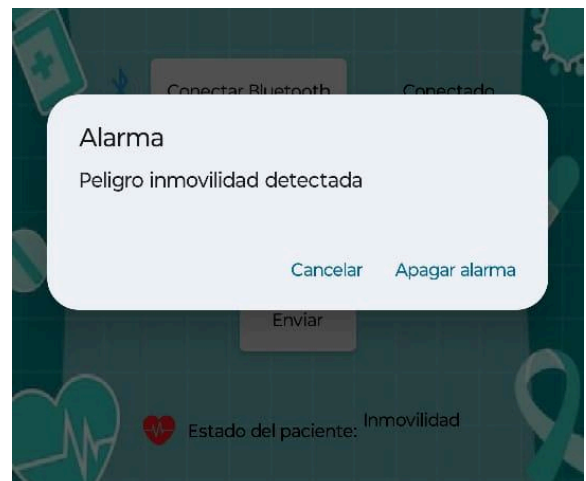 Conectar Bluetooth Conectado
Alarma
Peligro inmovilidad detectada
Cancelar Apagar alarma
Enviar
Estado del paciente: Inmovilidad